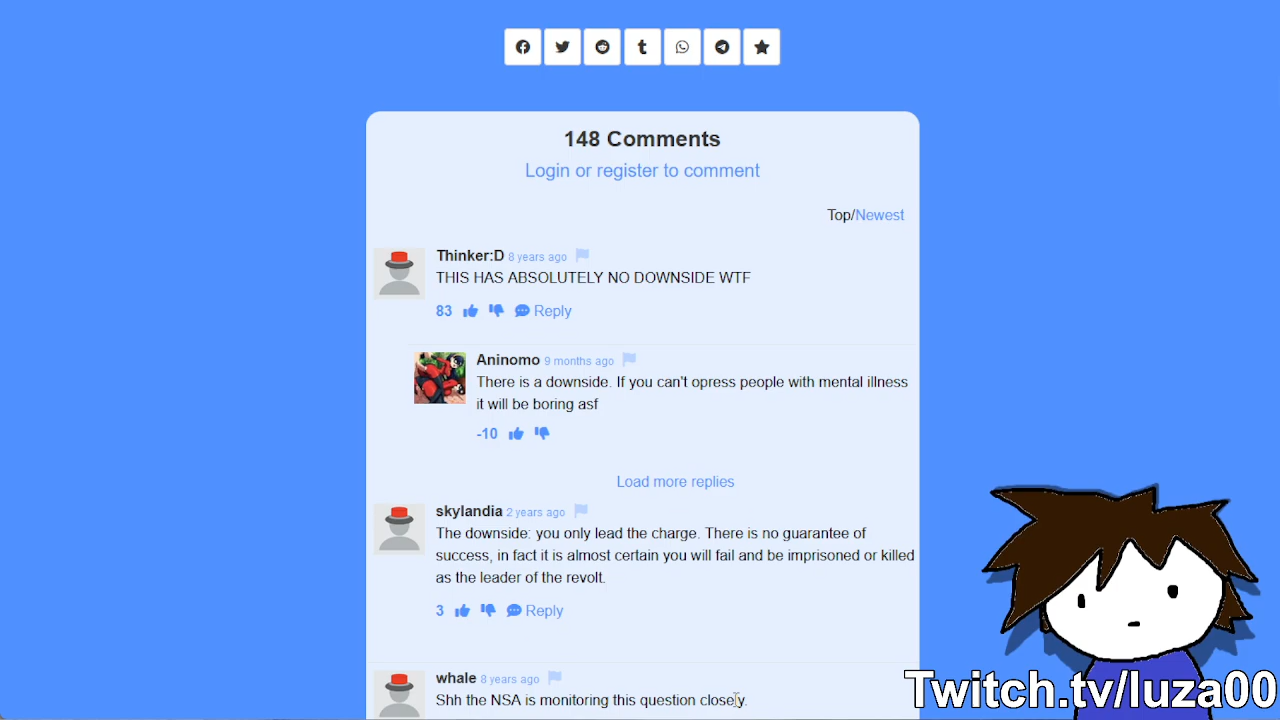 148 Comments
Login or register to comment
Top/Newest
Thinker:D 8 years ago
THIS HAS ABSOLUTELY NO DOWNSIDE WTF
83 Reply
Aninomo 9 months ago
There is a downside. If you can't opress people with mental illness
it will be boring asf
-10
Load more replies
skylandia 2 years ago
The downside: you only lead the charge. There is no guarantee of
success, in fact it is almost certain you will fail and be imprisoned or killed
as the leader of the revolt.
3 Reply
whale 8 years ago
Shh the NSA is monitoring this question closely.
Twitch.tv/luza00